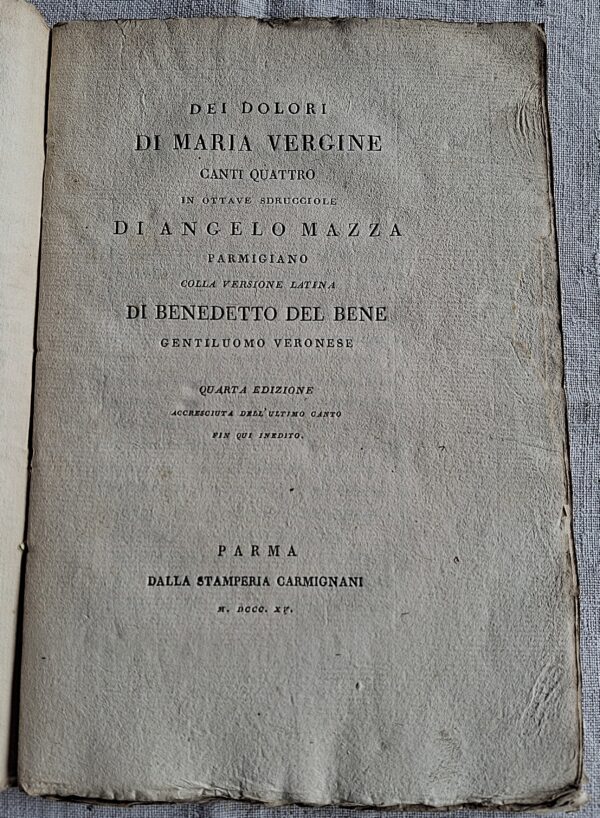 DEI DOLORI
DI MARIA VERGINE
CANTI QUATTRO
IN OTTAVE SDRUCCIOLE
DI ANGELO MAZZA
PARMIGIANO
COLLA VERSIONE LATINA
DI BENEDETTO DEL BENE
GENTILUOMO VERONESE
QUARTA EDIZIONE
ACCRESCIUTA DELL'ULTIMO CANTO
FIN QUI INEDITO.
PARMA
DALLA STAMPERIA CARMIGNANI
M. DCCC. XV.